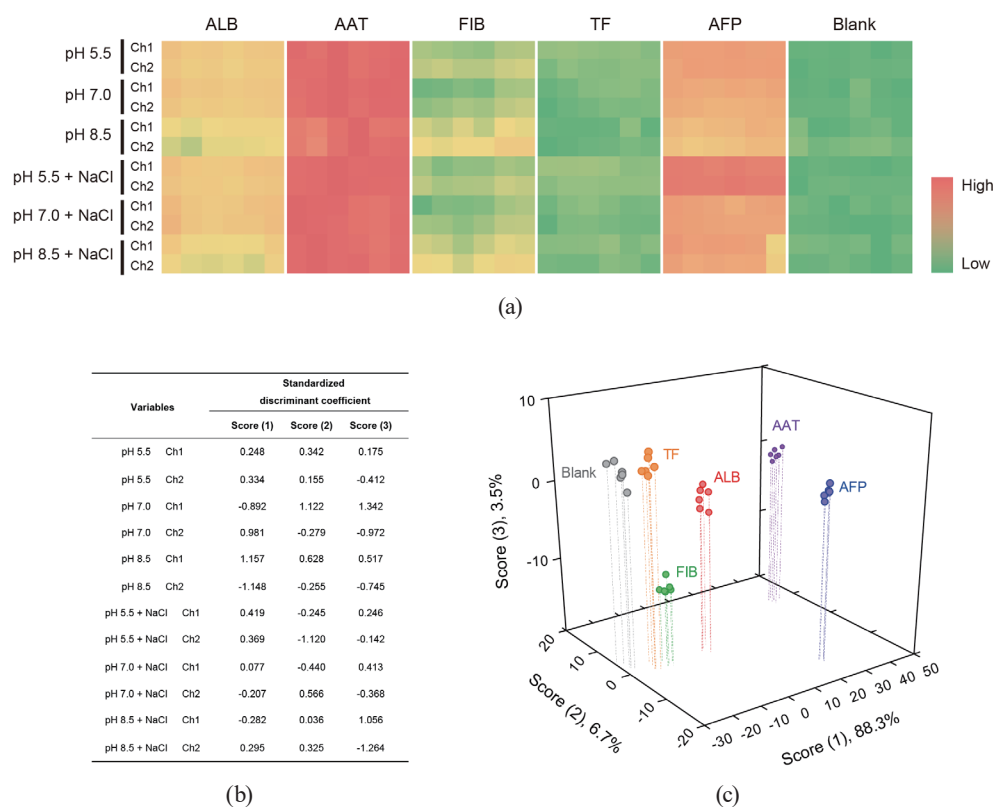 ALB AAT FIB TF AFP Blank
pH 5.5 Ch1
Ch2
pH 7.0 Ch1
Ch2
pH 8.5 Ch1
Ch2
pH 5.5 + NaCl Ch1
Ch2
pH 7.0 + NaCl Ch1
Ch2
pH 8.5 + NaCl Ch1
Ch2
High
Low
(a)
Variables
Standardized
discriminant coefficient
Score (1) Score (2) Score (3)
pH 5.5 Ch1 0.248 0.342 0.175
pH 5.5 Ch2 0.334 0.155 -0.412
pH 7.0 Ch1 -0.892 1.122 1.342
pH 7.0 Ch2 0.981 -0.279 -0.972
pH 8.5 Ch1 1.157 0.628 0.517
pH 8.5 Ch2 -1.148 -0.255 -0.745
pH 5.5 + NaCl Ch1 0.419 -0.245 0.246
pH 5.5 + NaCl Ch2 0.369 -1.120 -0.142
pH 7.0 + NaCl Ch1 0.077 -0.440 0.413
pH 7.0 + NaCl Ch2 -0.207 0.566 -0.368
pH 8.5 + NaCl Ch1 -0.282 0.036 1.056
pH 8.5 + NaCl Ch2 0.295 0.325 -1.264
(b)
10
0
-10
Score (3), 3.5%
20
10
0
-10
-20
Score (2), 6.7%
-30 -20 -10 0 10 20 30 40 50
Score (1), 88.3%
Blank
TF
ALB
FIB
AAT
AFP
(c)